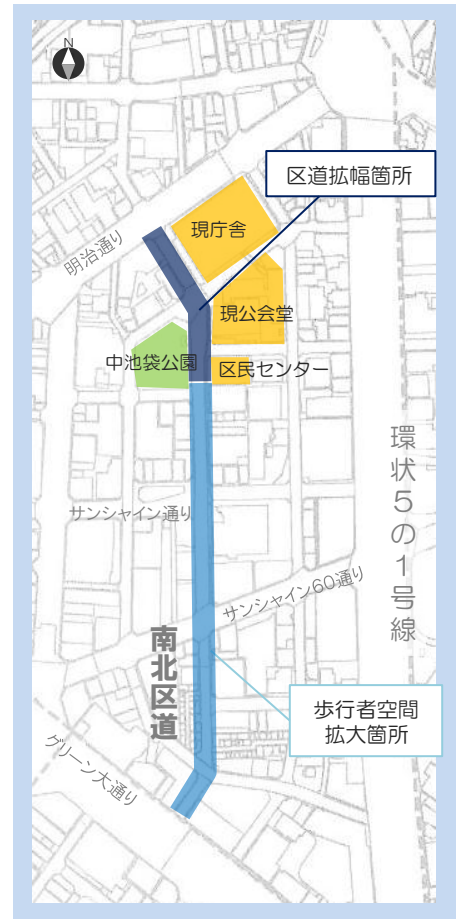 N
区道拡幅箇所
現庁舎
明治通り
現公会堂
中池袋公園
区民センター
環状5の1号線
サンシャイン通り
サンシャイン60通り
南北区道
歩行者空間
拡大箇所
グリーン大通り